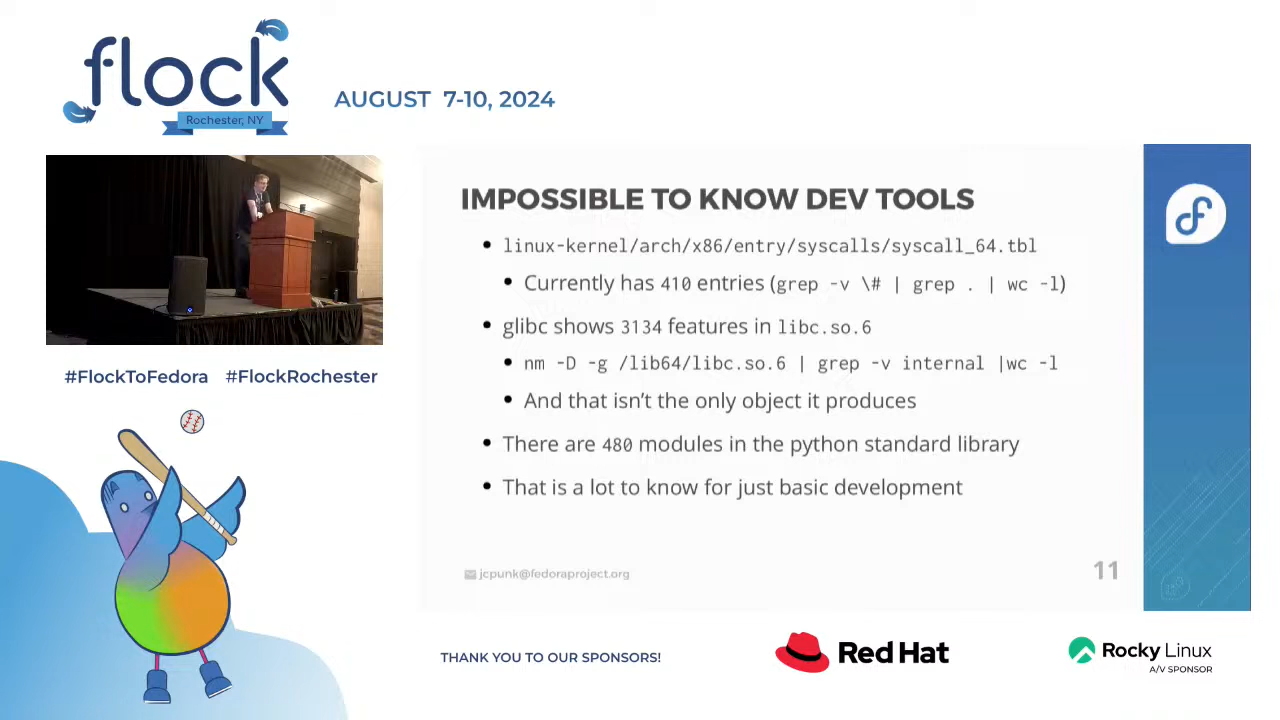 flock
Rochester, NY
AUGUST 7-10, 2024
#FlockToFedora #FlockRochester
IMPOSSIBLE TO KNOW DEV TOOLS
linux-kernel/arch/x86/entry/syscalls/syscall_64.tbl
Currently has 410 entries (grep -v \# | grep . | wc -l)
glibc shows 3134 features in libc.so.6
nm -D -g /lib64/libc.so.6 | grep -v internal |wc -l
And that isn't the only object it produces
There are 480 modules in the python standard library
That is a lot to know for just basic development
jcpunk@fedoraproject.org
11
THANK YOU TO OUR SPONSORS!
Red Hat
Rocky Linux
A/V SPONSOR